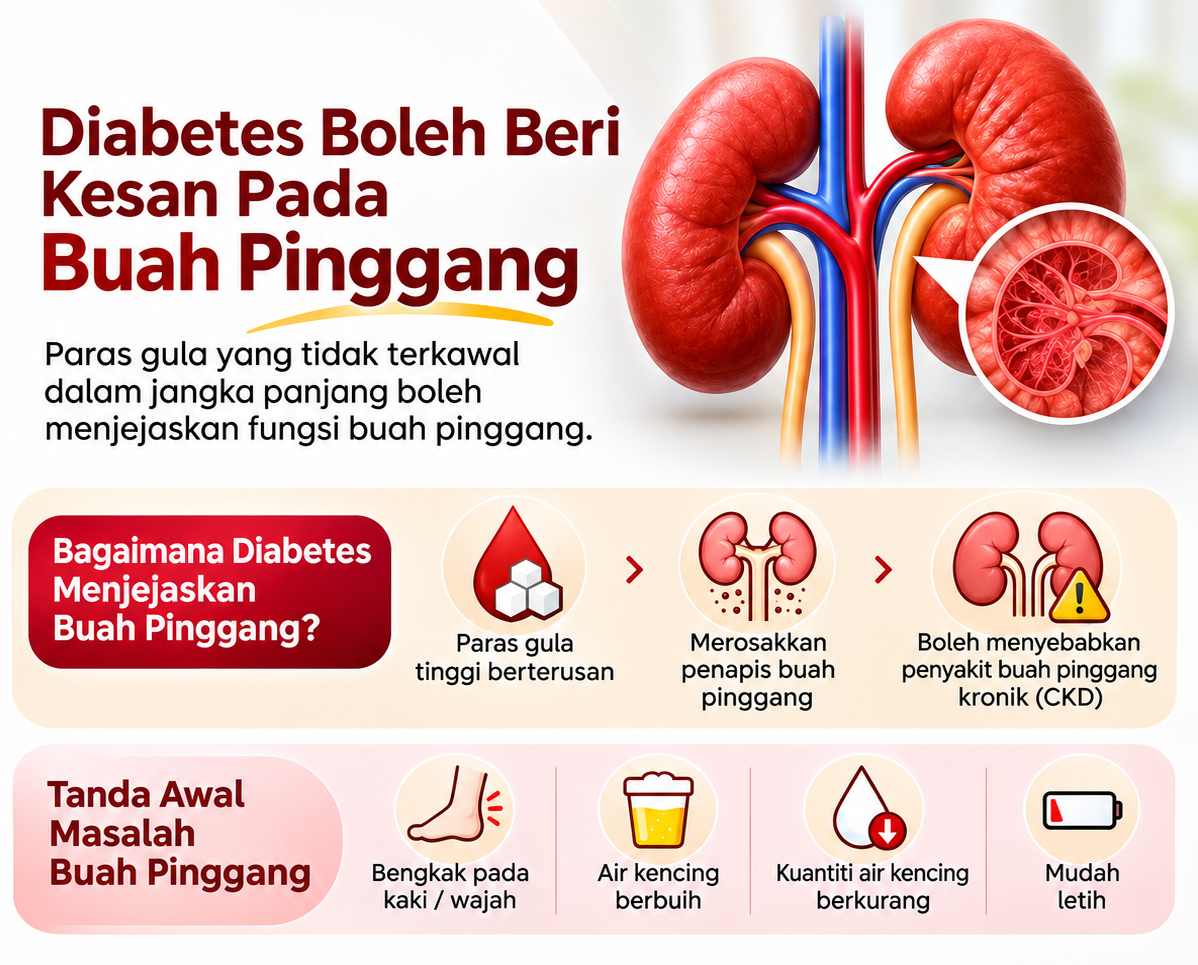 Diabetes Boleh Beri
Kesan Pada
Buah Pinggang
Paras gula yang tidak terkawal
dalam jangka panjang boleh
menjejaskan fungsi buah pinggang.
Bagaimana Diabetes
Menjejaskan
Buah Pinggang?
Paras gula
tinggi berterusan
Merosakkan
penapis buah
pinggang
Boleh menyebabkan
penyakit buah pinggang
kronik (CKD)
Tanda Awal
Masalah
Buah Pinggang
Bengkak pada
kaki / wajah
Air kencing
berbuih
Kuantiti air kencing
berkurang
Mudah
letih